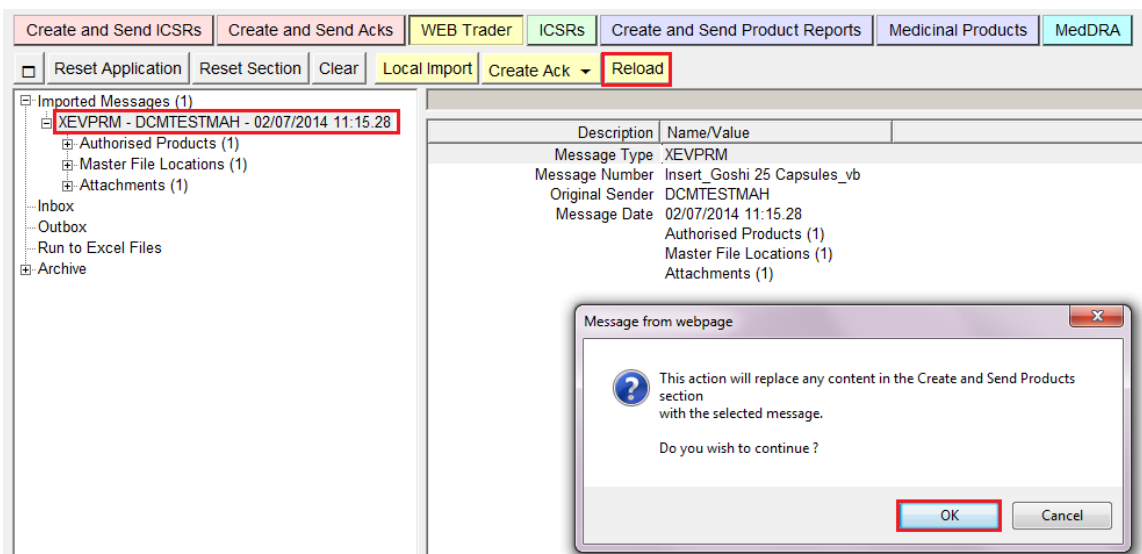 Create and Send ICSRs Create and Send Acks WEB Trader ICSRs Create and Send Product Reports Medicinal Products MedDRA
Reset Application Reset Section Clear Local Import Create Ack Reload
Imported Messages (1)
XEVPRM - DCMTESTMAH - 02/07/2014 11:15.28
Authorised Products (1)
Master File Locations (1)
Attachments (1)
Inbox
Outbox
Run to Excel Files
Archive
Description Name/Value
Message Type XEVPRM
Message Number Insert_Goshi 25 Capsules_vb
Original Sender DCMTESTMAH
Message Date 02/07/2014 11:15.28
Authorised Products (1)
Master File Locations (1)
Attachments (1)
Message from webpage
This action will replace any content in the Create and Send Products
section
with the selected message.
Do you wish to continue ?
OK Cancel